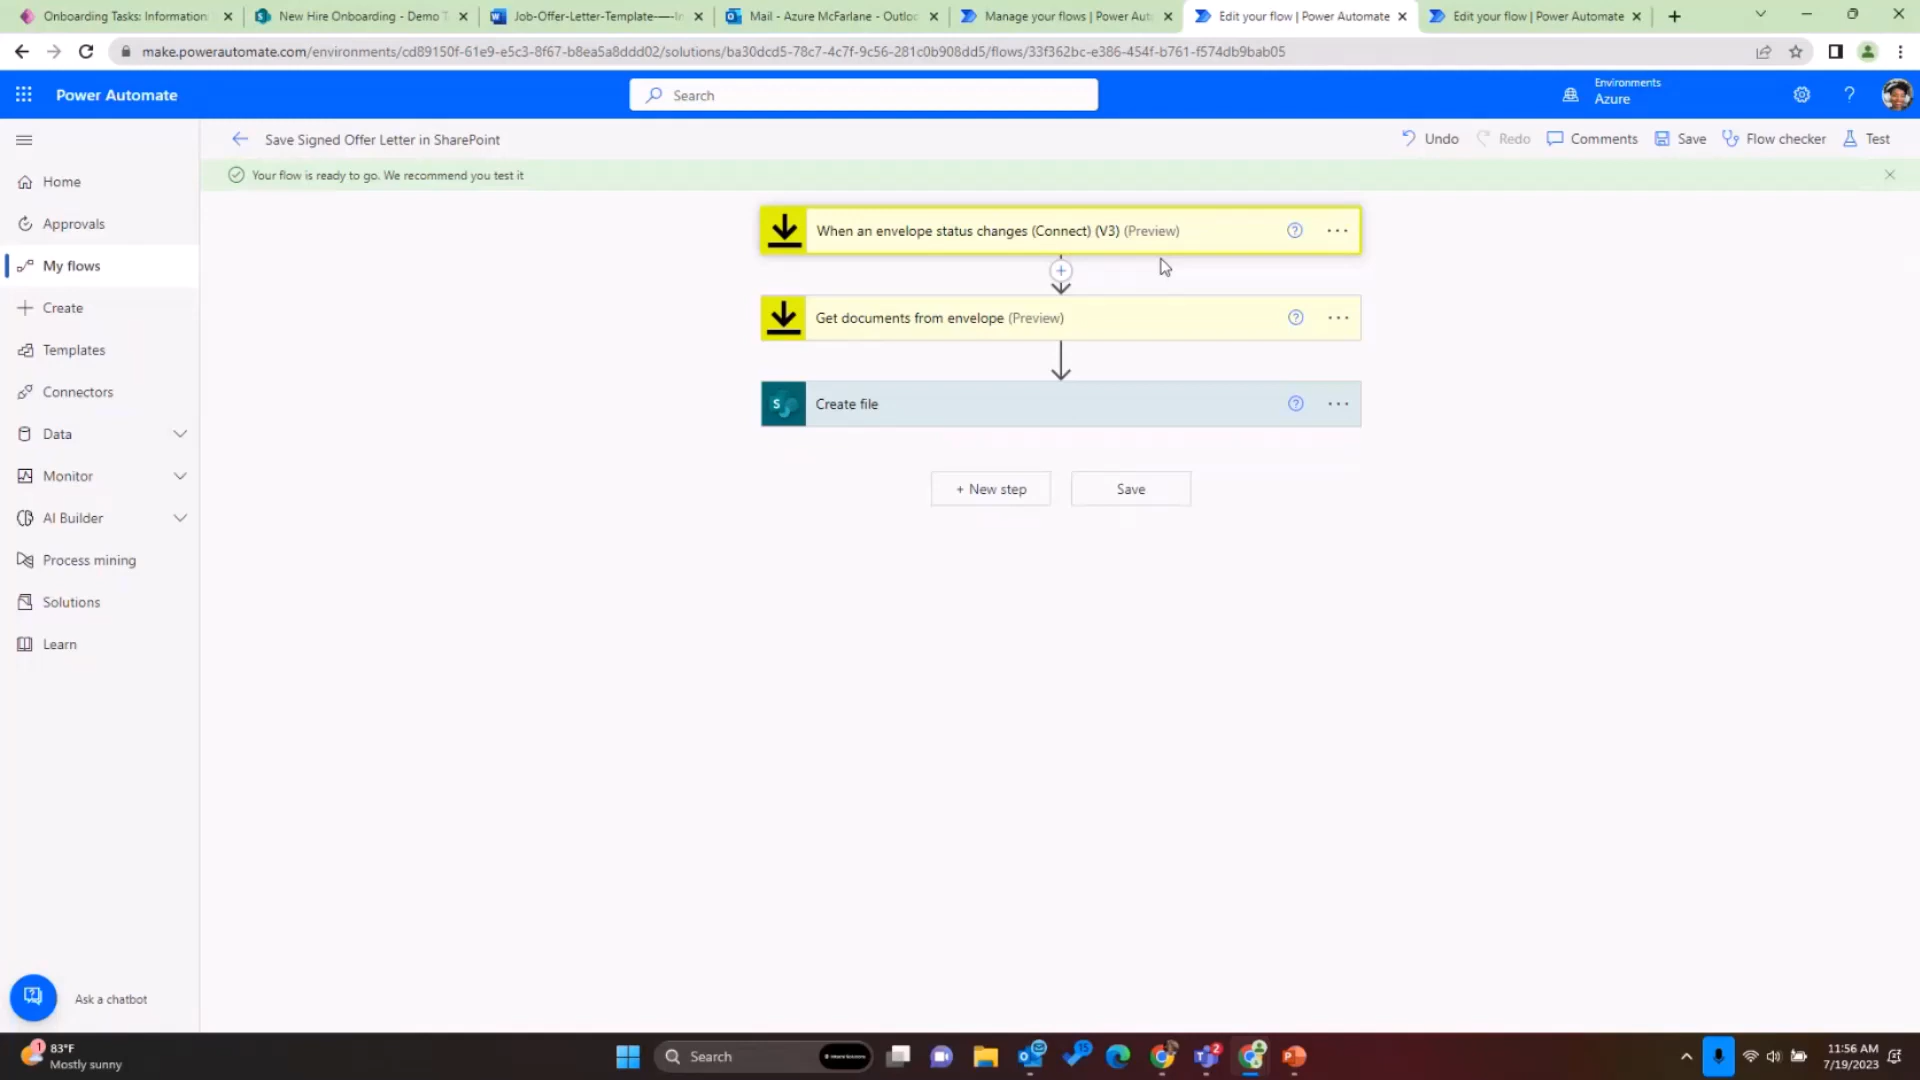 Onboarding Tasks: Information
New Hire Onboarding - Demo T
Job-Offer-Letter-Template-
Mail - Azure McFarlane - Outloo
Manage your flows | Power Aut
Edit your flow | Power Automate
Edit your flow | Power Automate
make.powerautomate.com/environments/cd89150f-61e9-e5c3-8f67-b8ea5a8ddd02/solutions/ba30dcd5-78c7-4c7f-9c56-281c0b908dd5/flows/33f362bc-e386-454f-b761-f574db9bab05
Power Automate
Search
Environments
Azure
Save Signed Offer Letter in SharePoint
Undo
Redo
Comments
Save
Flow checker
Test
Your flow is ready to go. We recommend you test it
Home
Approvals
My flows
Create
Templates
Connectors
Data
Monitor
AI Builder
Process mining
Solutions
Learn
When an envelope status changes (Connect) (V3) (Preview)
Get documents from envelope (Preview)
S
Create file
+ New step
Save
Ask a chatbot
1
83°F
Mostly sunny
Search
15
2
11:56 AM
7/19/2023